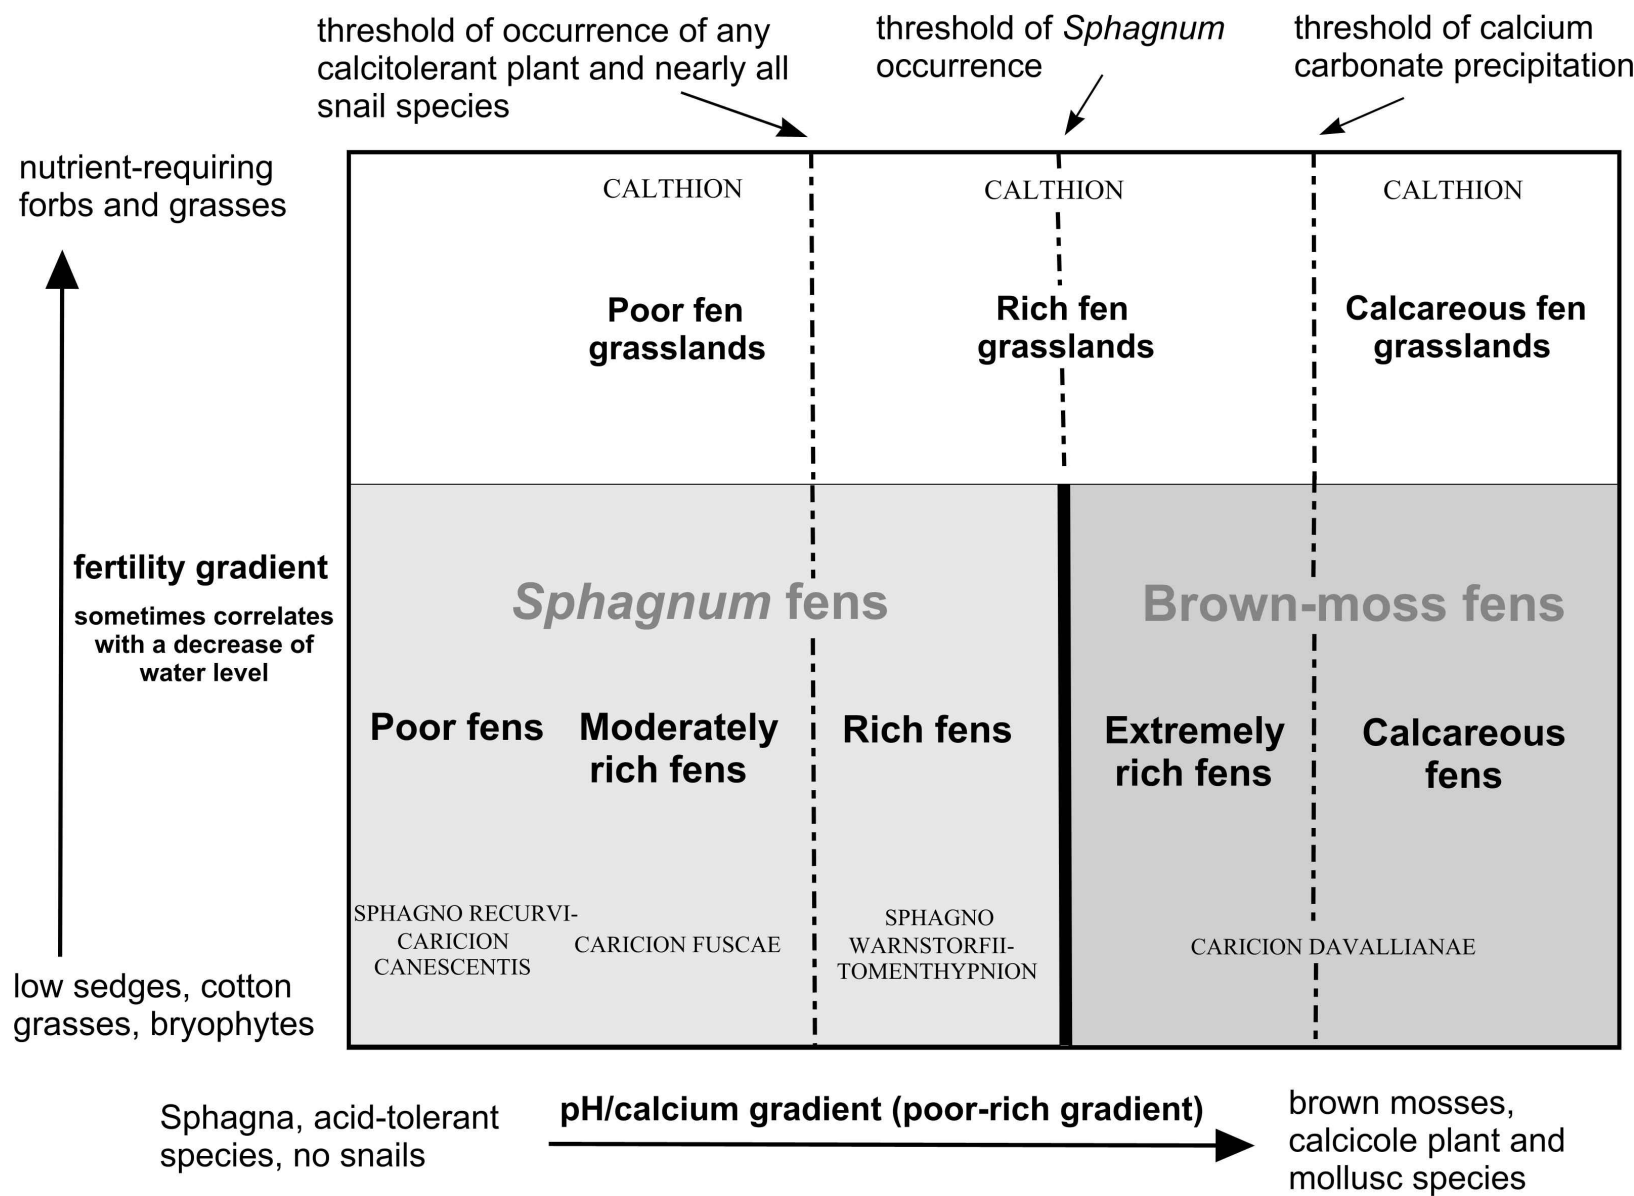 threshold of occurrence of any
calcitolerant plant and nearly all
snail species
threshold of Sphagnum
occurrence
threshold of calcium
carbonate precipitation
nutrient-requiring
forbs and grasses
CALTHION
CALTHION
CALTHION
Poor fen
grasslands
Rich fen
grasslands
Calcareous fen
grasslands
fertility gradient
sometimes correlates
with a decrease of
water level
Sphagnum fens
Brown-moss fens
Poor fens
Moderately
rich fens
Rich fens
Extremely
rich fens
Calcareous
fens
SPHAGNO RECURVI-
CARICION
CANESCENTIS
CARICION FUSCAE
SPHAGNO
WARNSTORFII-
TOMENTHYPNION
CARICION DAVALLIANAE
low sedges, cotton
grasses, bryophytes
Sphagna, acid-tolerant
species, no snails
pH/calcium gradient (poor-rich gradient)
brown mosses,
calcicole plant and
mollusc species